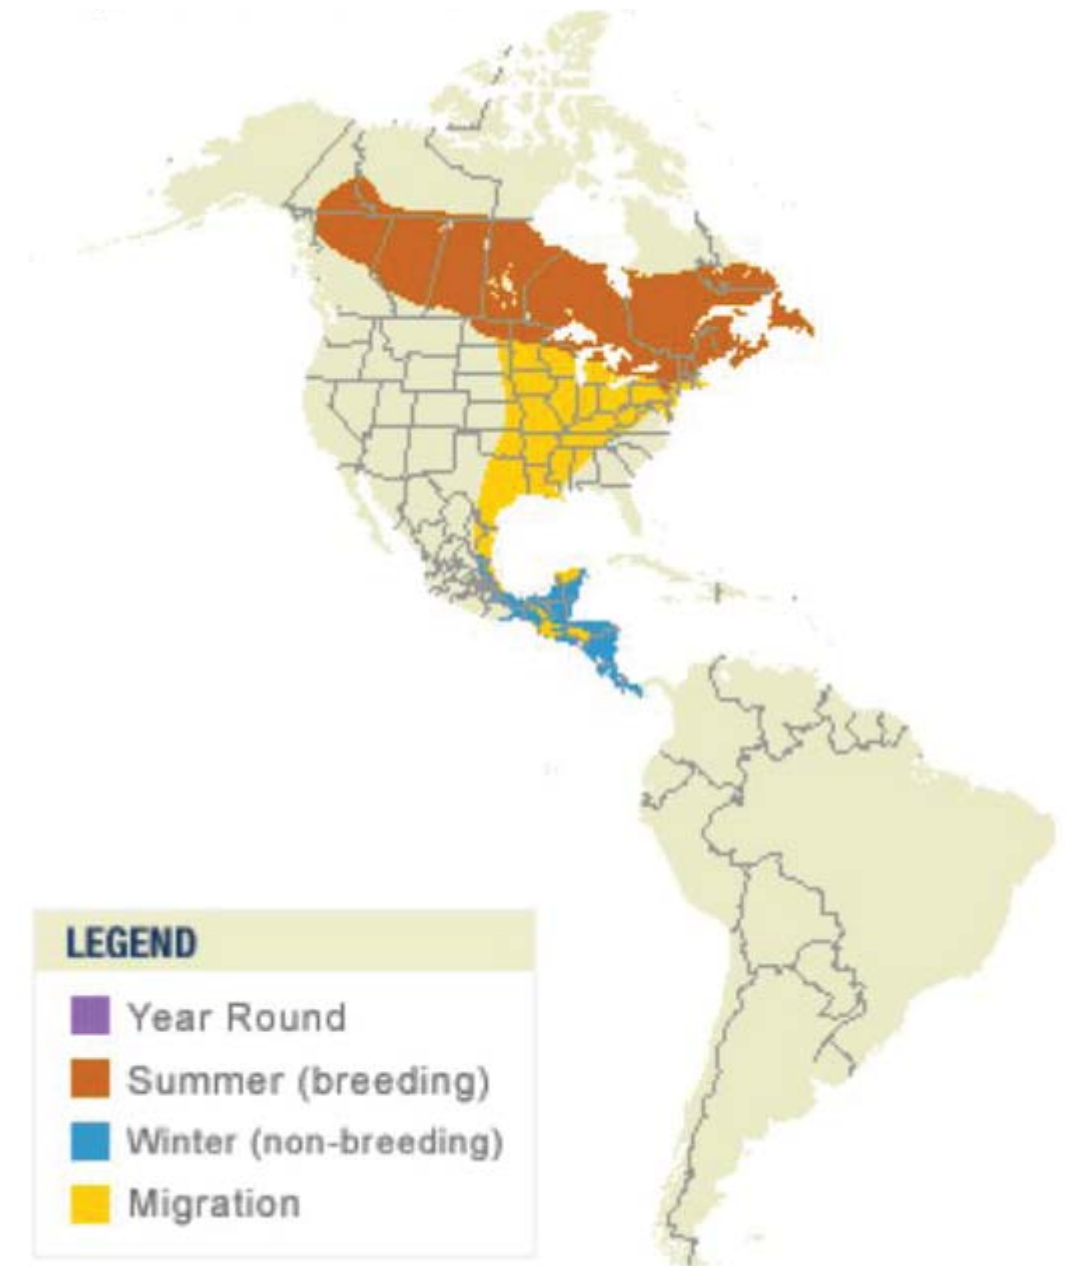 LEGEND
Year Round
Summer (breeding)
Winter (non-breeding)
Migration